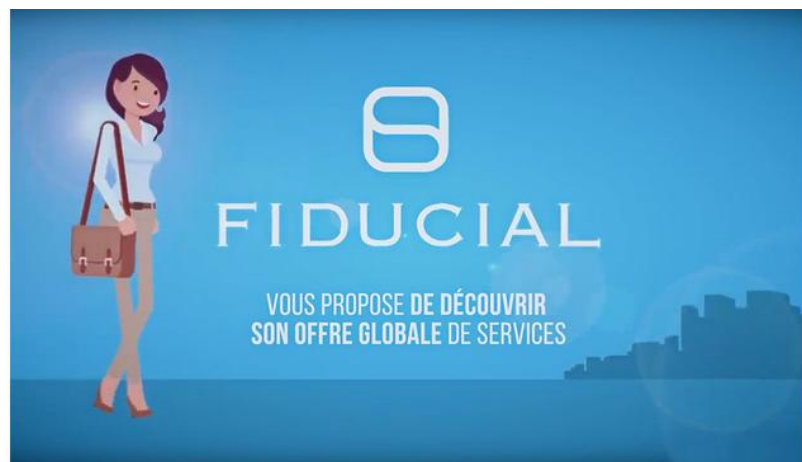 FIDUCIAL
VOUS PROPOSE DE DÉCOUVRIR
SON OFFRE GLOBALE DE SERVICES